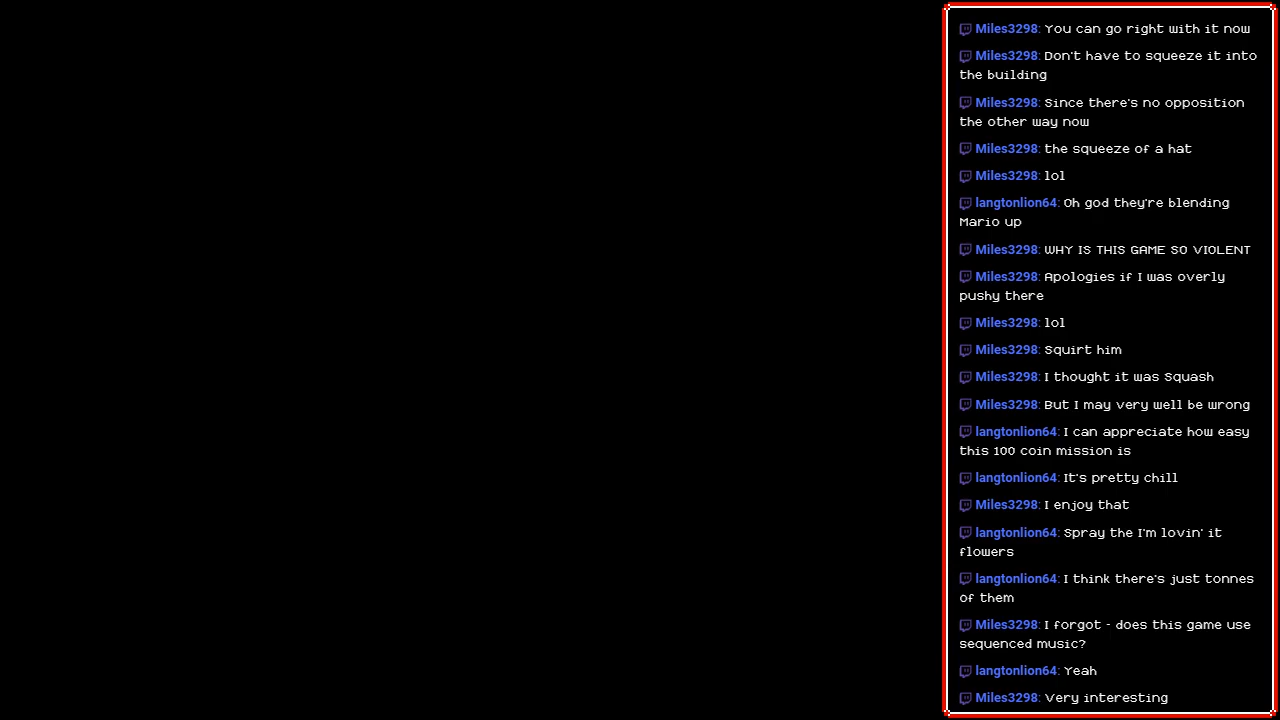 Miles3298: You can go right with it now
Miles3298: Don't have to squeeze it into
the building
Miles3298: Since there's no opposition
the other way now
Miles3298: the squeeze of a hat
Miles3298: lol
langtonlion64: Oh god they're blending
Mario up
Miles3298: WHY IS THIS GAME SO VIOLENT
Miles3298: Apologies if I was overly
pushy there
Miles3298: lol
Miles3298: Squirt him
Miles3298: I thought it was Squash
Miles3298: But I may very well be wrong
langtonlion64: I can appreciate how easy
this 100 coin mission is
langtonlion64: It's pretty chill
Miles3298: I enjoy that
langtonlion64: Spray the I'm lovin' it
flowers
langtonlion64: I think there's just tonnes
of them
Miles3298: I forgot - does this game use
sequenced music?
langtonlion64: Yeah
Miles3298: Very interesting